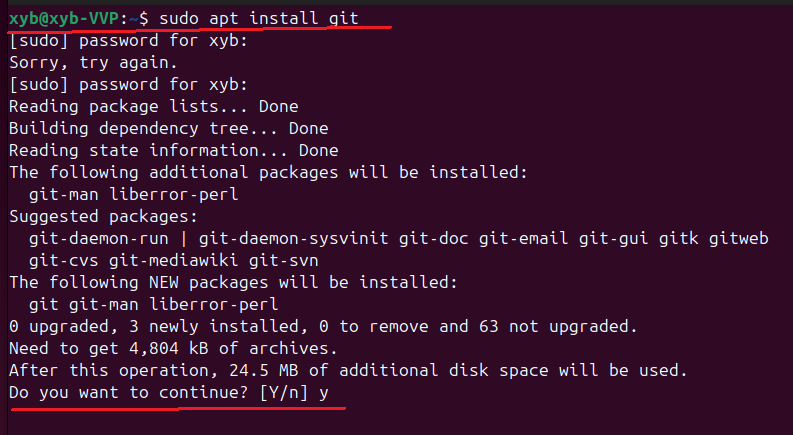 xyb@xyb-VVP:~$ sudo apt install git
[sudo] password for xyb:
Sorry, try again.
[sudo] password for xyb:
Reading package lists... Done
Building dependency tree... Done
Reading state information... Done
The following additional packages will be installed:
  git-man liberror-perl
Suggested packages:
  git-daemon-run | git-daemon-sysvinit git-doc git-email git-gui gitk gitweb
  git-cvs git-mediawiki git-svn
The following NEW packages will be installed:
  git git-man liberror-perl
0 upgraded, 3 newly installed, 0 to remove and 63 not upgraded.
Need to get 4,804 kB of archives.
After this operation, 24.5 MB of additional disk space will be used.
Do you want to continue? [Y/n] y